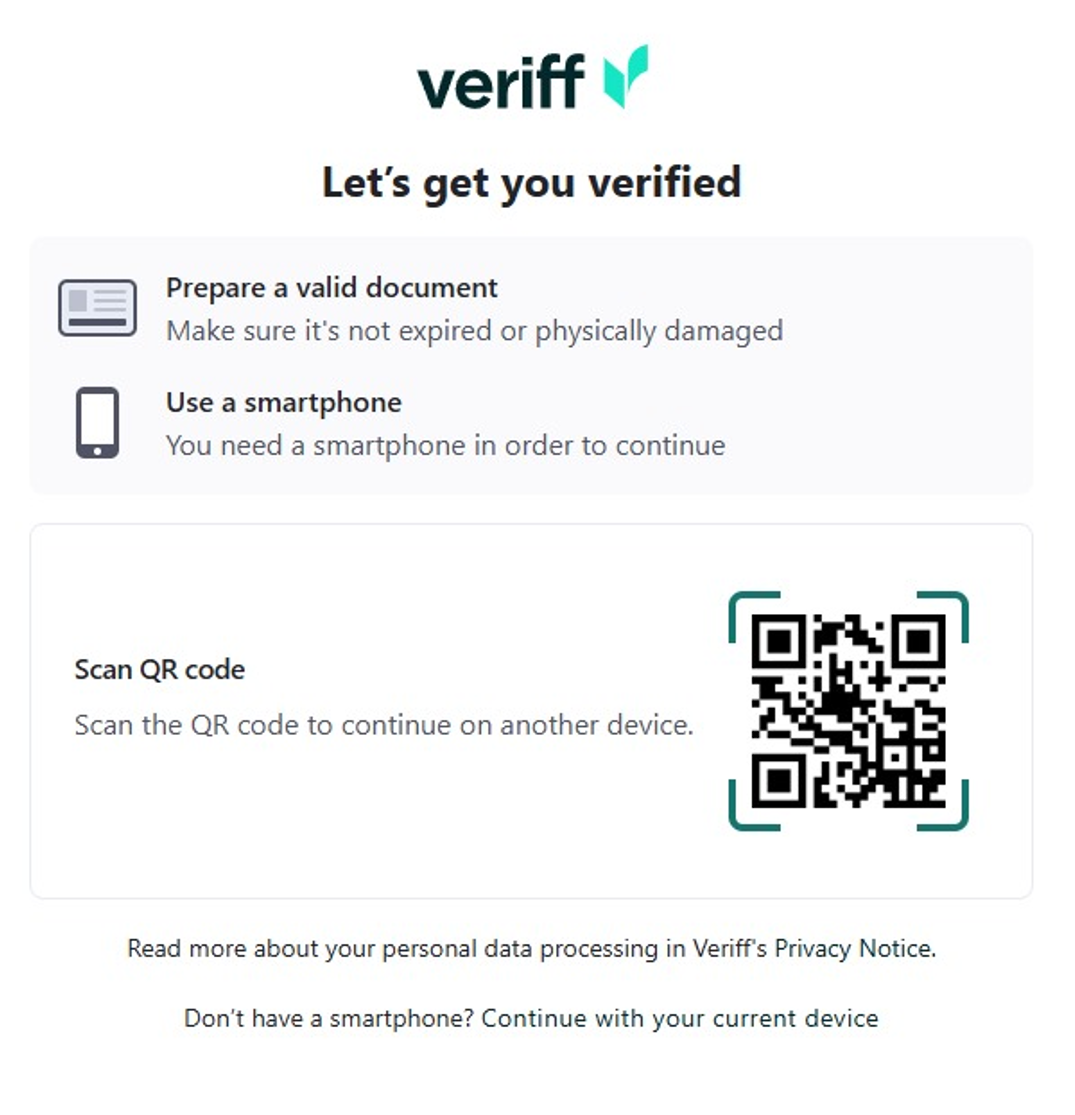 veriff
Let's get you verified
Prepare a valid document
Make sure it's not expired or physically damaged
Use a smartphone
You need a smartphone in order to continue
Scan QR code
Scan the QR code to continue on another device.
Read more about your personal data processing in Veriff's Privacy Notice.
Don't have a smartphone? Continue with your current device